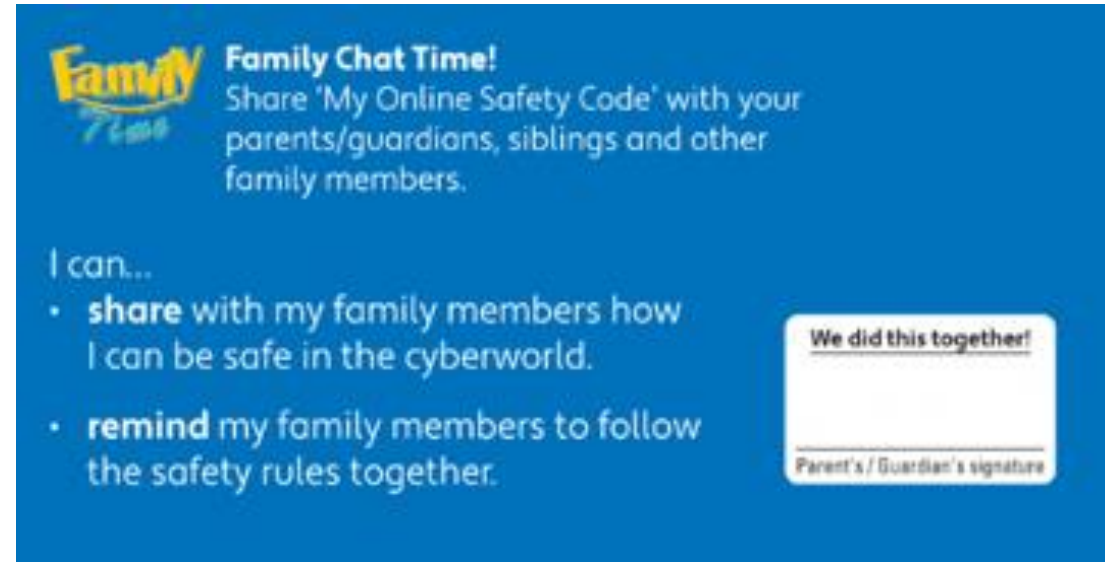 Family
Time
Family Chat Time!
Share 'My Online Safety Code' with your
parents/guardians, siblings and other
family members.
I can...
• share with my family members how
I can be safe in the cyberworld.
• remind my family members to follow
the safety rules together.
We did this together!
Parent's / Guardian's signature